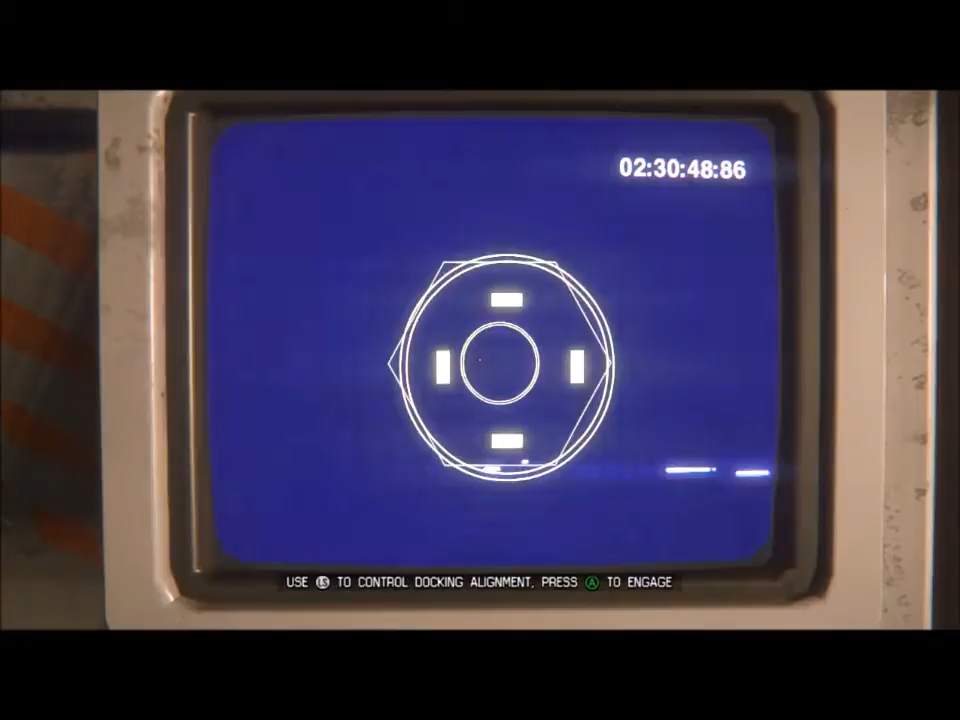 02:30:48:86
USE LS TO CONTROL DOCKING ALIGNMENT, PRESS A TO ENGAGE